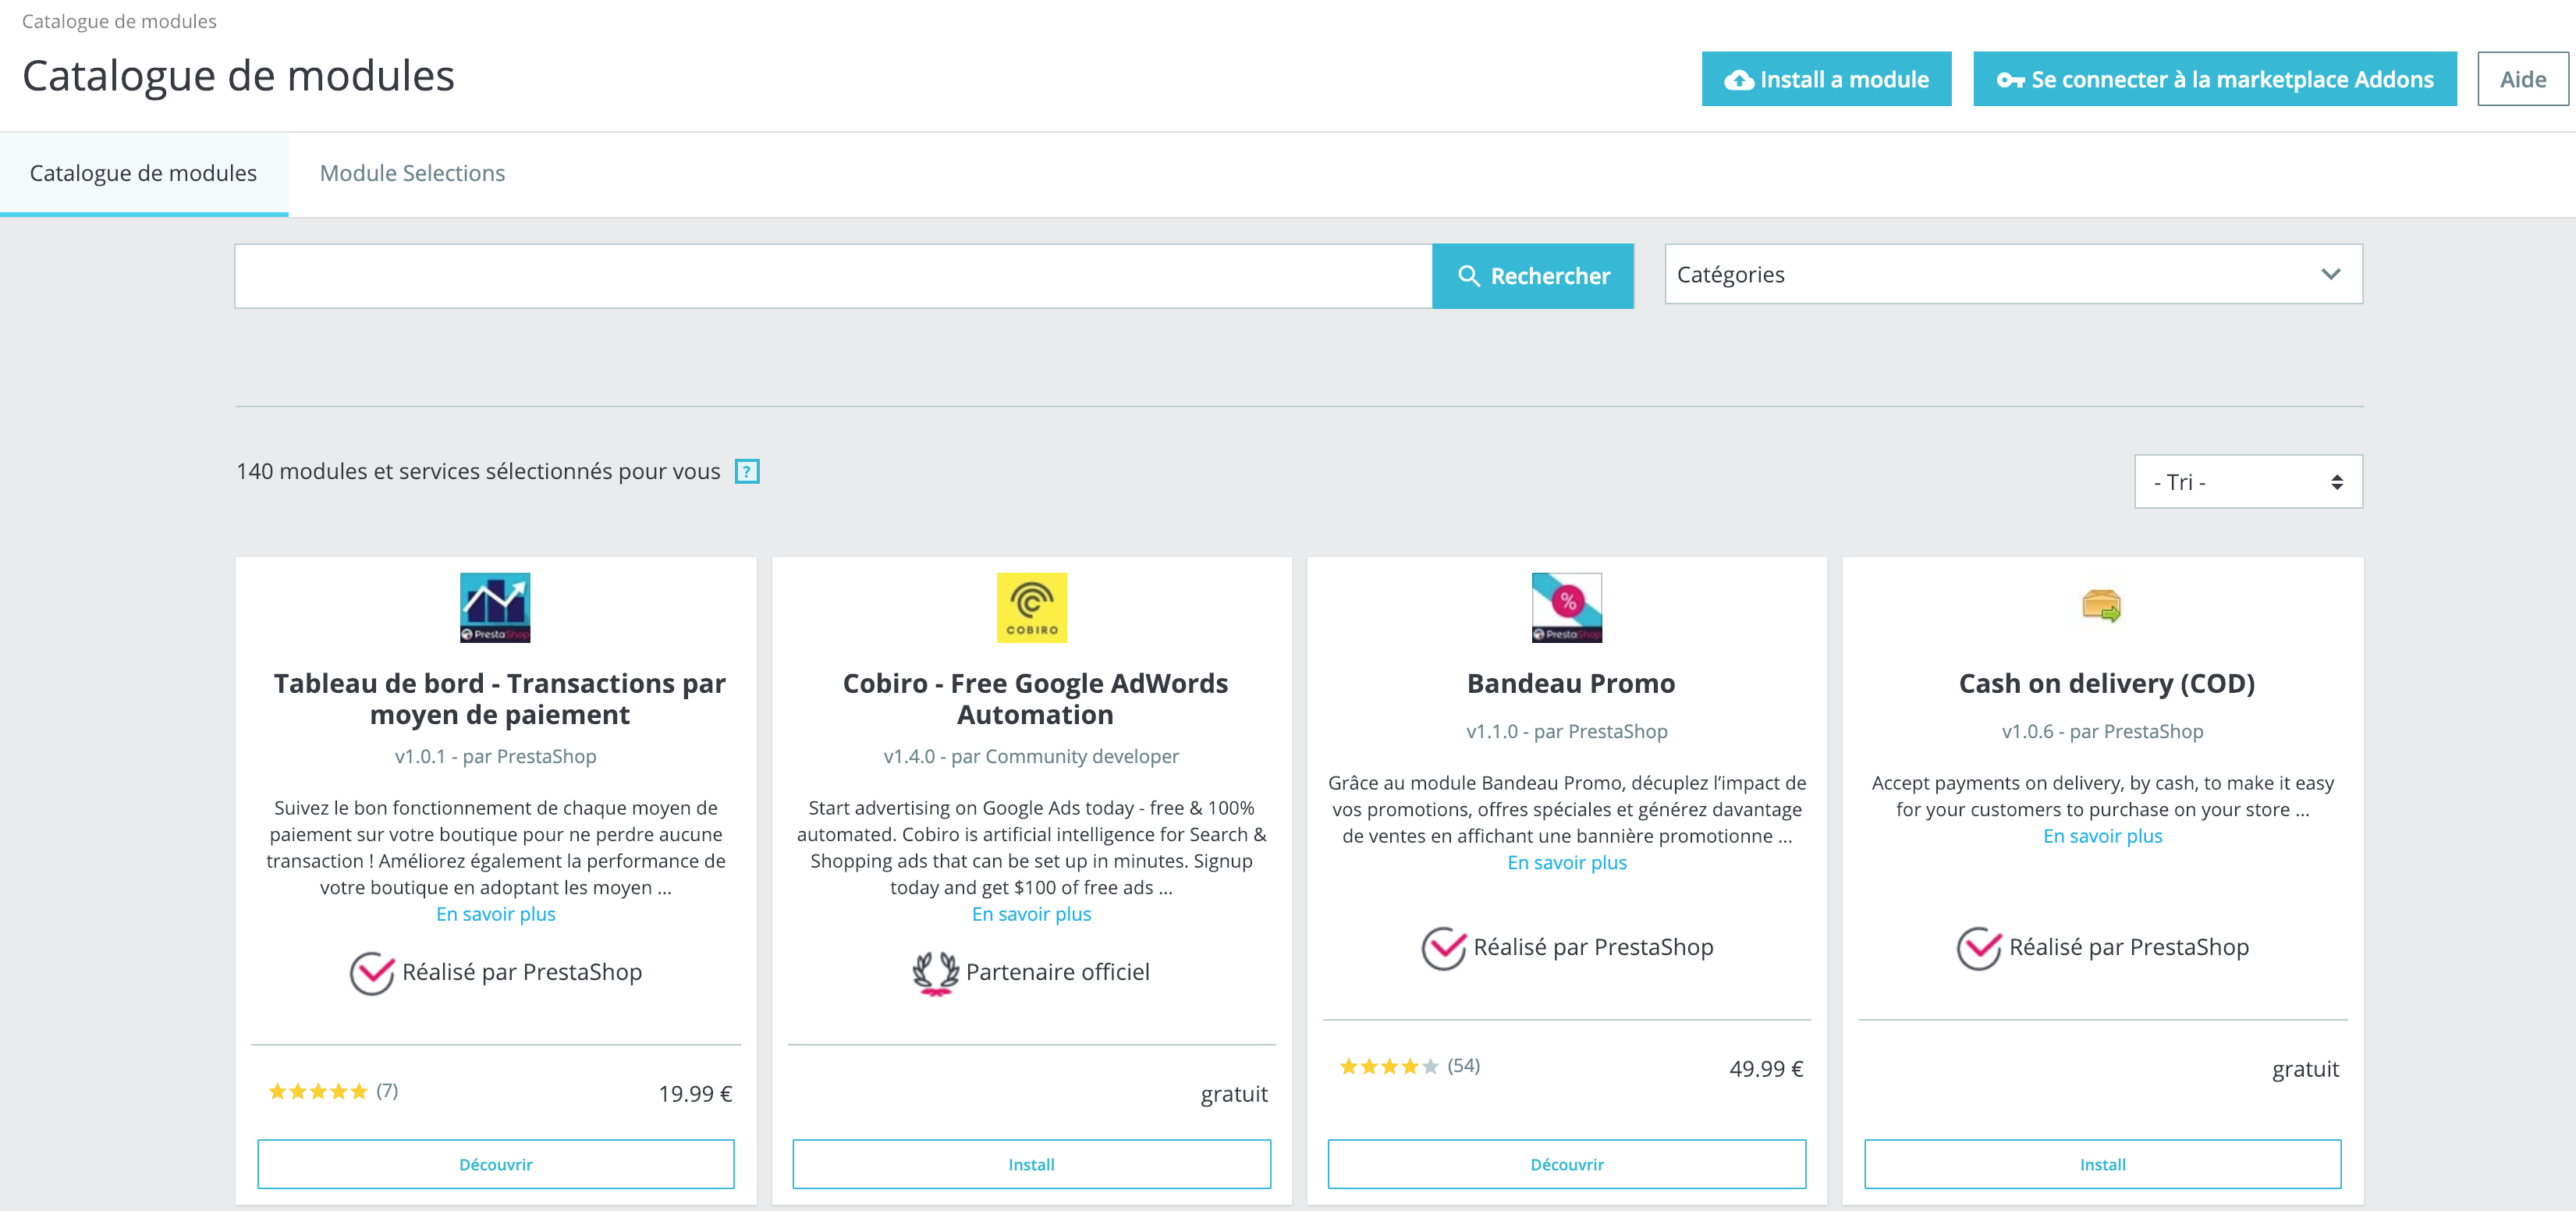 Catalogue de modules
Catalogue de modules
Install a module
Se connecter à la marketplace Addons
Aide
Catalogue de modules
Module Selections
Rechercher
Catégories
140 modules et services sélectionnés pour vous ?
- Tri -
PrestaShop
Tableau de bord - Transactions par
moyen de paiement
v1.0.1 - par PrestaShop
Suivez le bon fonctionnement de chaque moyen de
paiement sur votre boutique pour ne perdre aucune
transaction ! Améliorez également la performance de
votre boutique en adoptant les moyen ...
En savoir plus
Réalisé par PrestaShop
(7)
19.99 €
Découvrir
COBIRO
Cobiro - Free Google AdWords
Automation
v1.4.0 - par Community developer
Start advertising on Google Ads today - free & 100%
automated. Cobiro is artificial intelligence for Search &
Shopping ads that can be set up in minutes. Signup
today and get $100 of free ads ...
En savoir plus
Partenaire officiel
gratuit
Install
%
PrestaShop
Bandeau Promo
v1.1.0 - par PrestaShop
Grâce au module Bandeau Promo, décuplez l’impact de
vos promotions, offres spéciales et générez davantage
de ventes en affichant une bannière promotionne ...
En savoir plus
Réalisé par PrestaShop
(54)
49.99 €
Découvrir
Cash on delivery (COD)
v1.0.6 - par PrestaShop
Accept payments on delivery, by cash, to make it easy
for your customers to purchase on your store ...
En savoir plus
Réalisé par PrestaShop
gratuit
Install